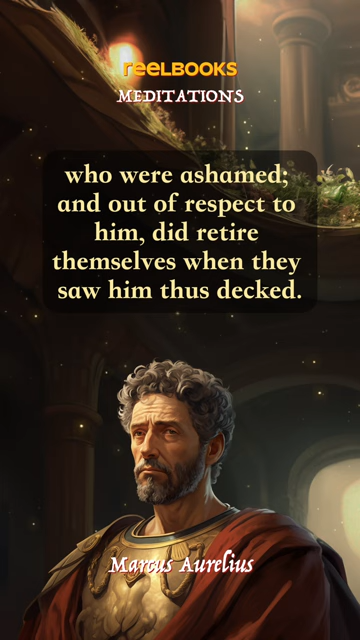 reelBOOKS
MEDITATIONS
who were ashamed;
and out of respect to
him, did retire
themselves when they
saw him thus decked.
Marcus Aurelius